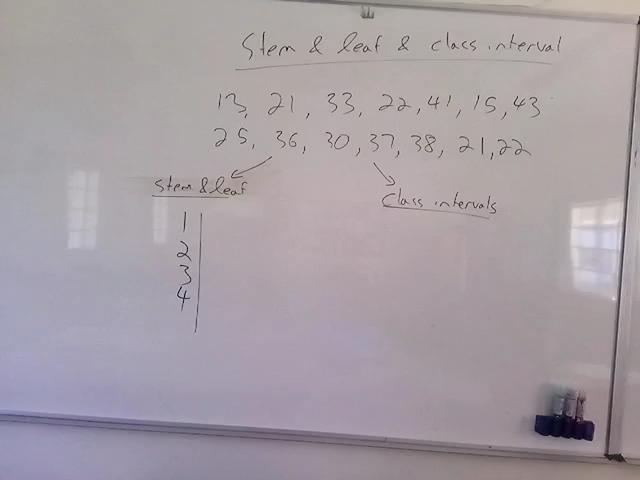 Stem & leaf & class interval
13, 21, 33, 22, 41, 15, 43
25, 36, 30, 37, 38, 21, 22
Stem & leaf
Class intervals
1
2
3
4